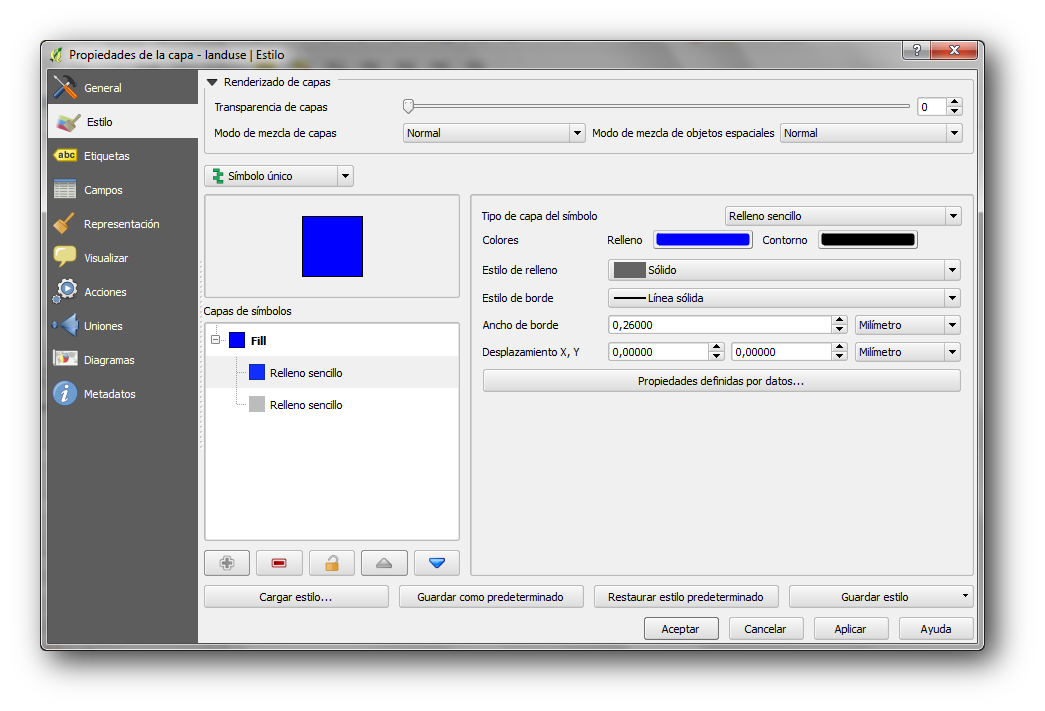 Propiedades de la capa - landuse | Estilo
?
General
Estilo
abc Etiquetas
Campos
Representación
Visualizar
Acciones
Uniones
Diagramas
i Metadatos
Renderizado de capas
Transparencia de capas 0
Modo de mezcla de capas Normal Modo de mezcla de objetos espaciales Normal
Símbolo único
Capas de símbolos
Fill
Relleno sencillo
Relleno sencillo
Tipo de capa del símbolo Relleno sencillo
Colores Relleno Contorno
Estilo de relleno Sólido
Estilo de borde Línea sólida
Ancho de borde 0,26000 Milímetro
Desplazamiento X, Y 0,00000 0,00000 Milímetro
Propiedades definidas por datos...
Cargar estilo... Guardar como predeterminado Restaurar estilo predeterminado Guardar estilo
Aceptar Cancelar Aplicar Ayuda